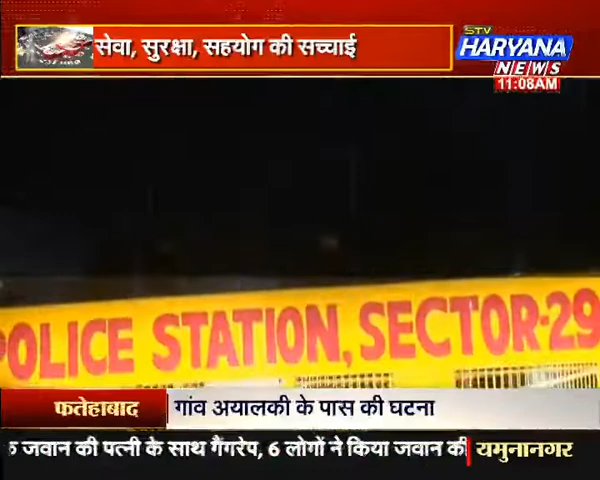 सेवा, सुरक्षा, सहयोग की सच्चाई
STV
HARYANA
NEWS
11:08AM
POLICE STATION, SECTOR-29
फतेहाबाद
गांव अयालकी के पास की घटना
जवान की पत्नी के साथ गैंगरेप, 6 लोगों ने किया जवान की
यमुनानगर